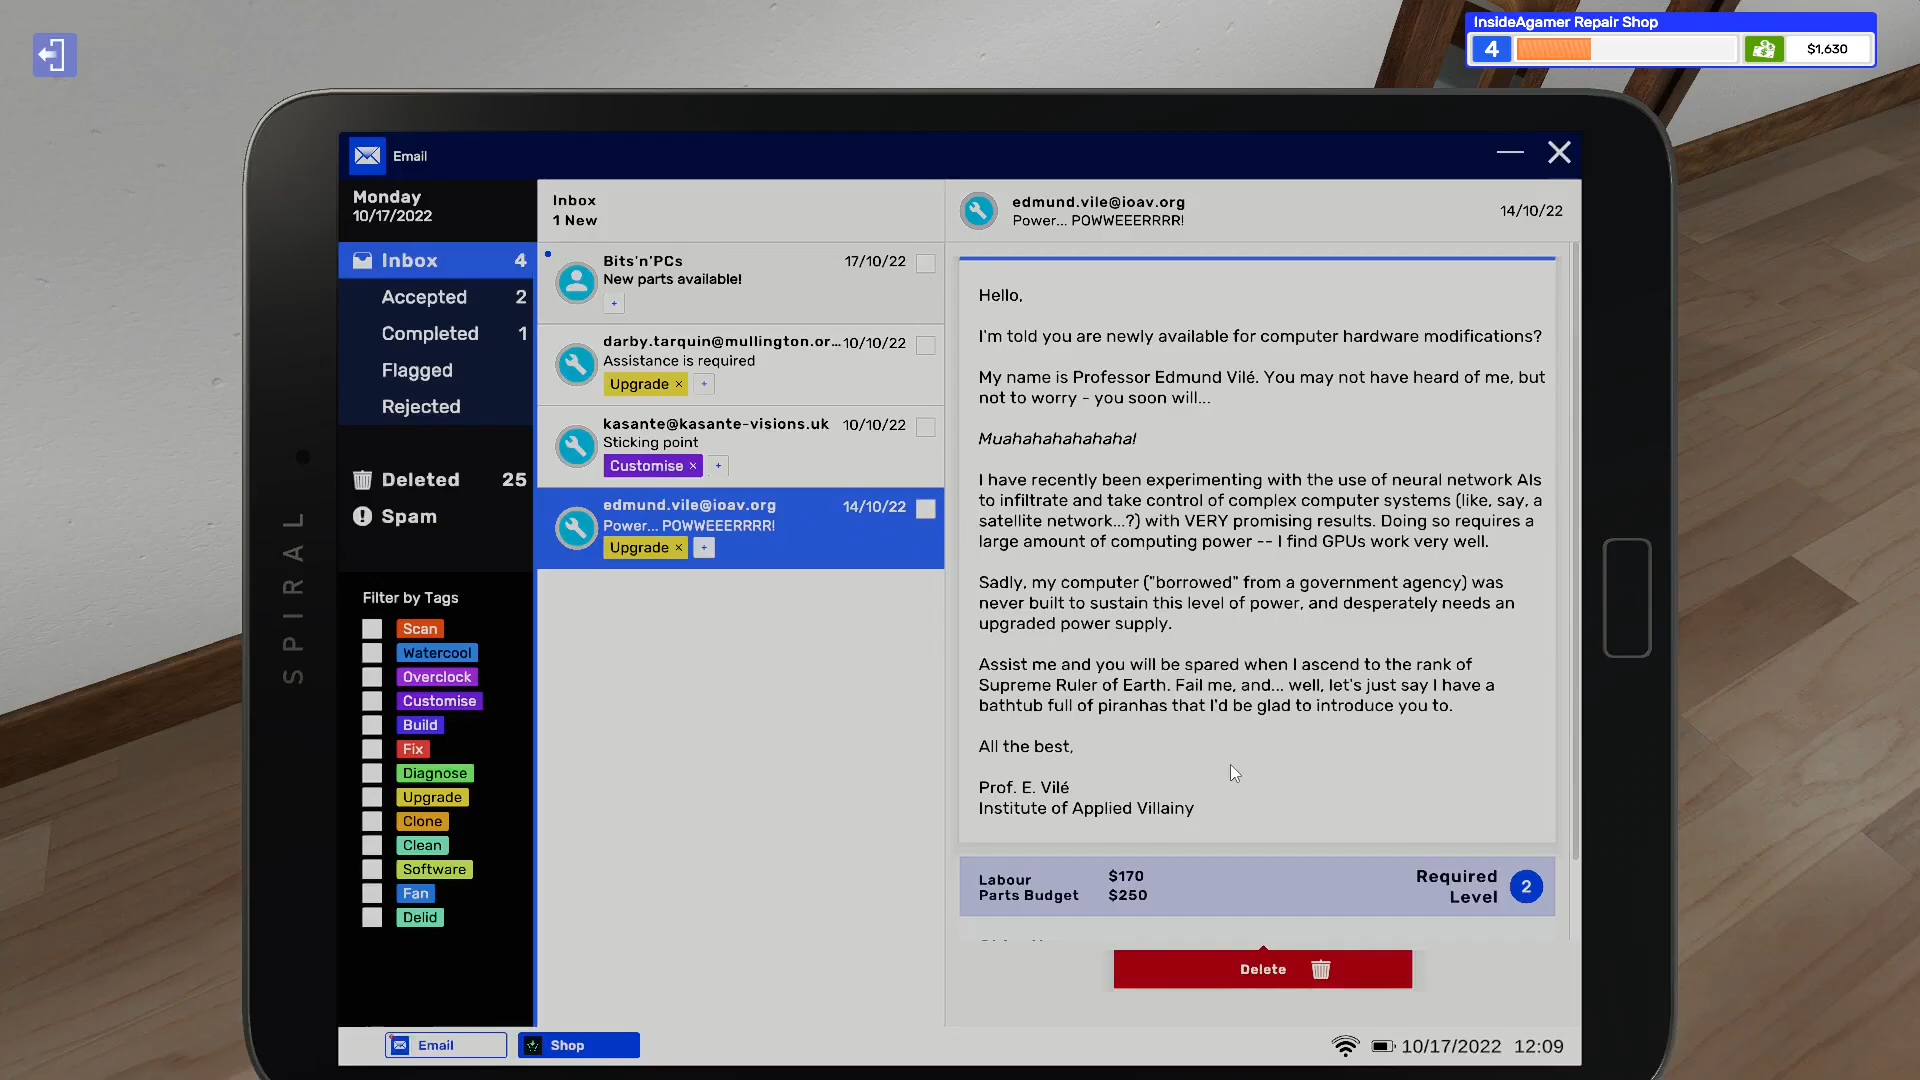 InsideAgamer Repair Shop
4
$1,630
Email
Monday
10/17/2022
Inbox 4
Accepted 2
Completed 1
Flagged
Rejected
Deleted 25
Spam
Filter by Tags
Scan
Watercool
Overclock
Customise
Build
Fix
Diagnose
Upgrade
Clone
Clean
Software
Fan
Delid
SPIRAL
Inbox
1 New
Bits'n'PCs 17/10/22
New parts available!
+
darby.tarquin@mullington.or... 10/10/22
Assistance is required
Upgrade × +
kasante@kasante-visions.uk 10/10/22
Sticking point
Customise × +
edmund.vile@ioav.org 14/10/22
Power... POWWEEERRRR!
Upgrade × +
edmund.vile@ioav.org
Power... POWWEEERRRR!
14/10/22
Hello,
I'm told you are newly available for computer hardware modifications?
My name is Professor Edmund Vilé. You may not have heard of me, but
not to worry - you soon will...
Muahahahahahaha!
I have recently been experimenting with the use of neural network AIs
to infiltrate and take control of complex computer systems (like, say, a
satellite network...?) with VERY promising results. Doing so requires a
large amount of computing power -- I find GPUs work very well.
Sadly, my computer ("borrowed" from a government agency) was
never built to sustain this level of power, and desperately needs an
upgraded power supply.
Assist me and you will be spared when I ascend to the rank of
Supreme Ruler of Earth. Fail me, and... well, let's just say I have a
bathtub full of piranhas that I'd be glad to introduce you to.
All the best,
Prof. E. Vilé
Institute of Applied Villainy
Labour $170
Parts Budget $250
Required
Level 2
Delete
Email
Shop
10/17/2022 12:09